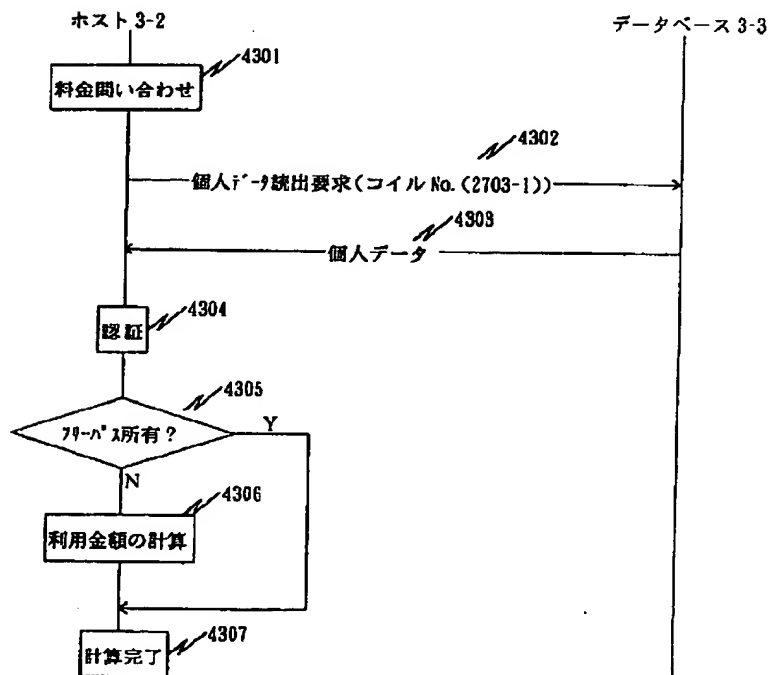 ホスト 3-2
データベース 3-3
4301
料金問い合わせ
4302
個人ﾃﾞｰﾀ読出要求(コイル No. (2703-1))
4303
個人データ
4304
認証
4305
ﾌﾘｰﾊﾟｽ所有？
Y
N
4306
利用金額の計算
4307
計算完了